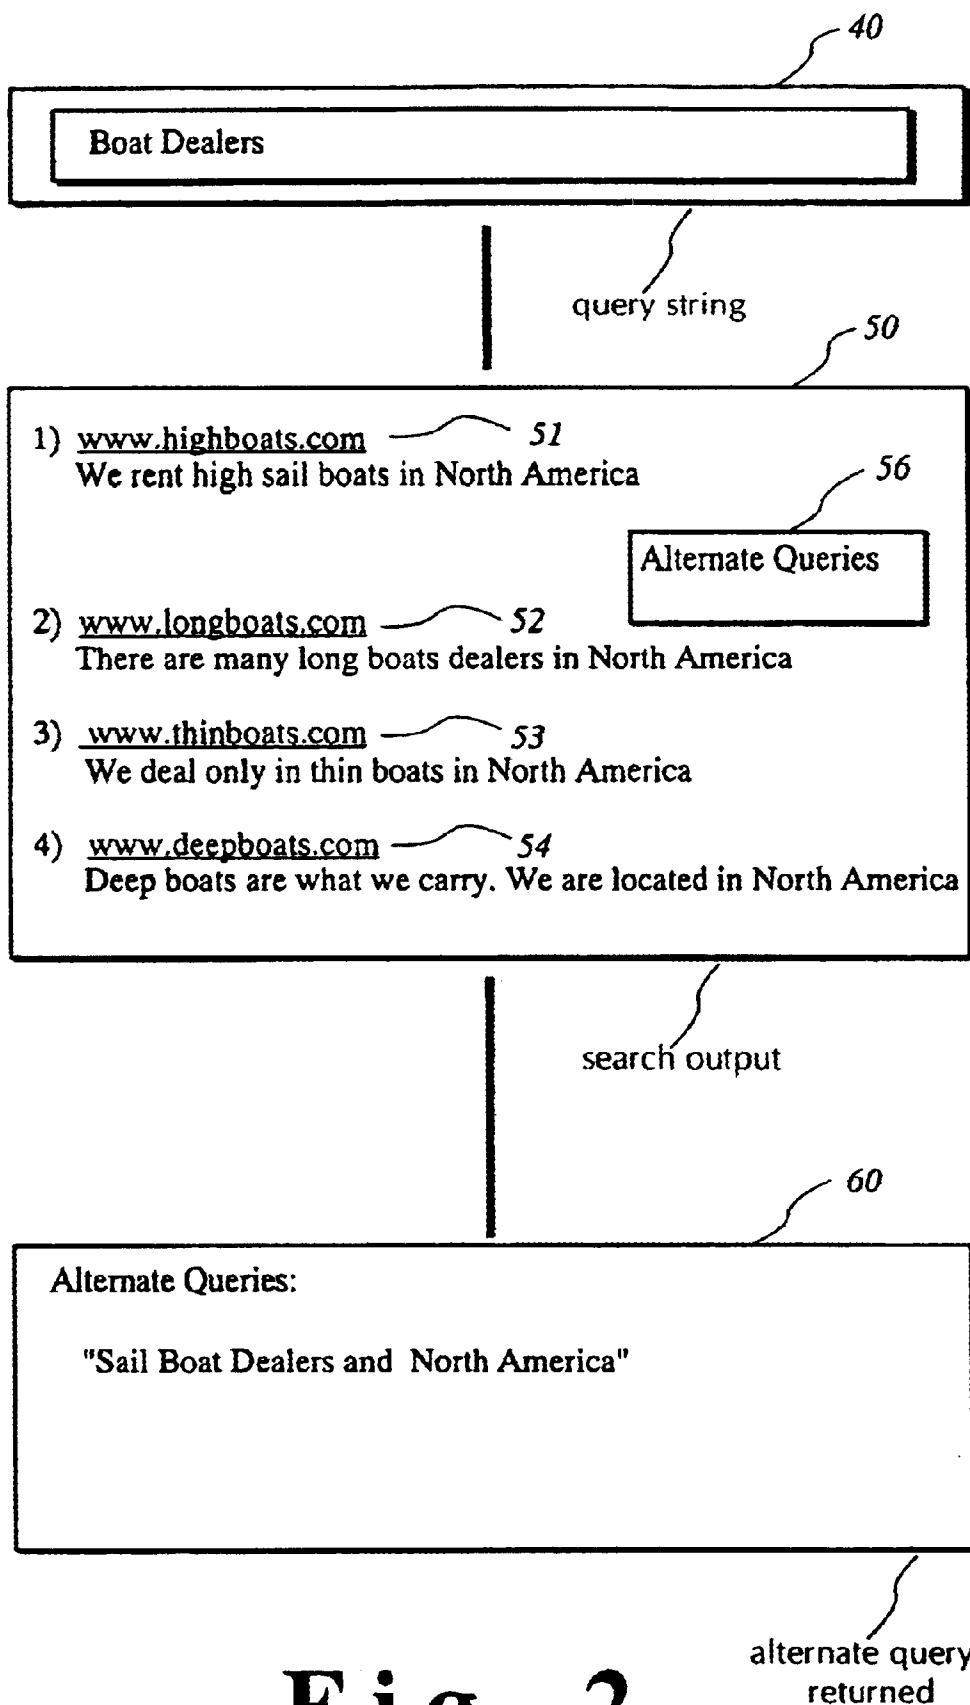 40
Boat Dealers
query string
50
1) www.highboats.com 51
We rent high sail boats in North America
56
Alternate Queries
2) www.longboats.com 52
There are many long boats dealers in North America
3) www.thinboats.com 53
We deal only in thin boats in North America
4) www.deepboats.com 54
Deep boats are what we carry. We are located in North America
search output
60
Alternate Queries:
"Sail Boat Dealers and North America"
alternate query
returned
Fig. 2